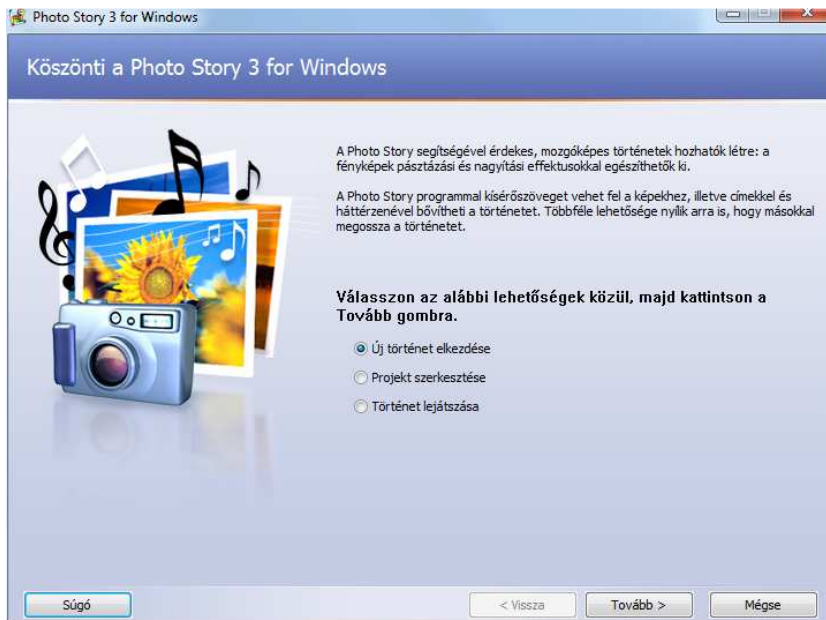 Photo Story 3 for Windows
Köszönti a Photo Story 3 for Windows
A Photo Story segítségével érdekes, mozgóképes történetek hozhatók létre: a
fényképek pásztázási és nagyítási effektusokkal egészíthetők ki.
A Photo Story programmal kísérőszöveget vehet fel a képekhez, illetve címekkel és
háttérzenével bővítheti a történetet. Többféle lehetősége nyílik arra is, hogy másokkal
megossza a történetet.
Válasszon az alábbi lehetőségek közül, majd kattintson a
Tovább gombra.
Új történet elkezdése
Projekt szerkesztése
Történet lejátszása
Súgó
< Vissza
Tovább >
Mégse